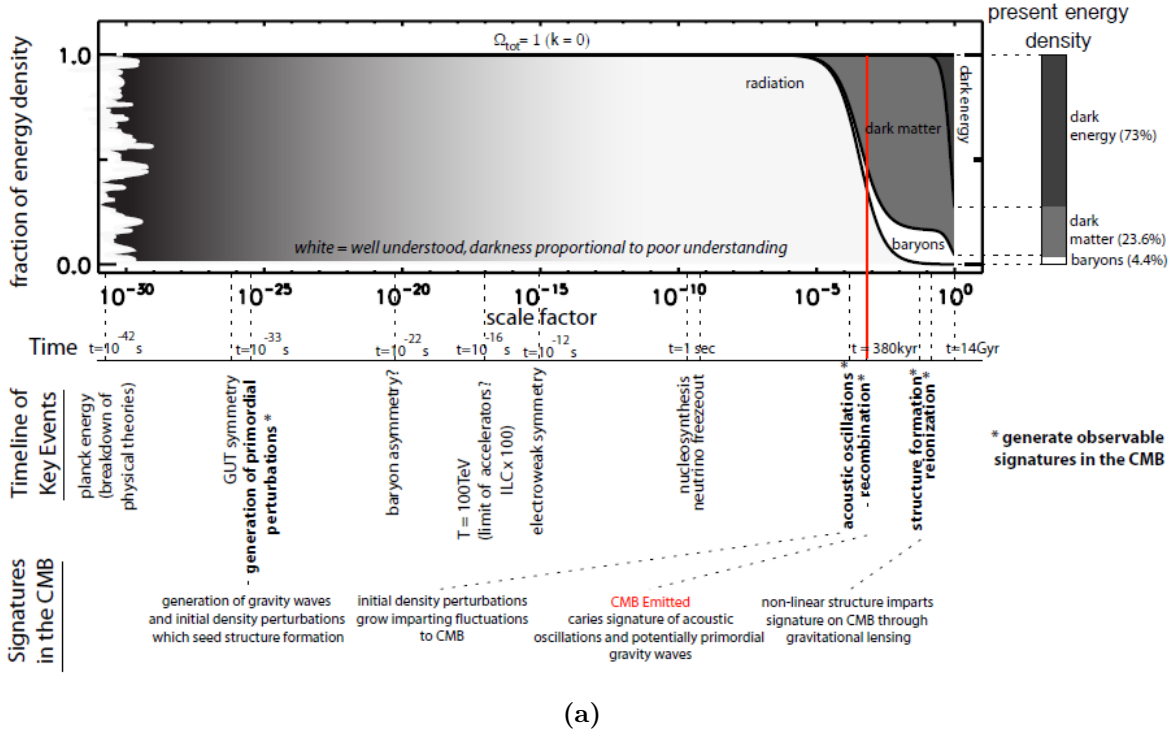 present energy
density
Ω_tot = 1 (k = 0)
fraction of energy density
1.0
0.0
radiation
dark matter
baryons
dark energy
white = well understood, darkness proportional to poor understanding
dark
energy (73%)
dark
matter (23.6%)
baryons (4.4%)
10^-30
10^-25
10^-20
10^-15
10^-10
10^-5
10^0
scale factor
Time
t=10^-42 s
t=10^-33 s
t=10^-22 s
t=10^-16 s
t=10^-12 s
t=1 sec
t = 380kyr
t=14Gyr
Timeline of
Key Events
planck energy
(breakdown of
physical theories)
GUT symmetry
generation of primordial
perturbations *
baryon asymmetry?
T = 100TeV
(limit of accelerators?
ILC x 100)
electroweak symmetry
nucleosynthesis
neutrino freezeout
acoustic oscillations *
recombination*
structure formation*
reionization*
* generate observable
signatures in the CMB
Signatures
in the CMB
generation of gravity waves
and initial density perturbations
which seed structure formation
initial density perturbations
grow imparting fluctuations
to CMB
CMB Emitted
caries signature of acoustic
oscillations and potentially primordial
gravity waves
non-linear structure imparts
signature on CMB through
gravitational lensing
(a)